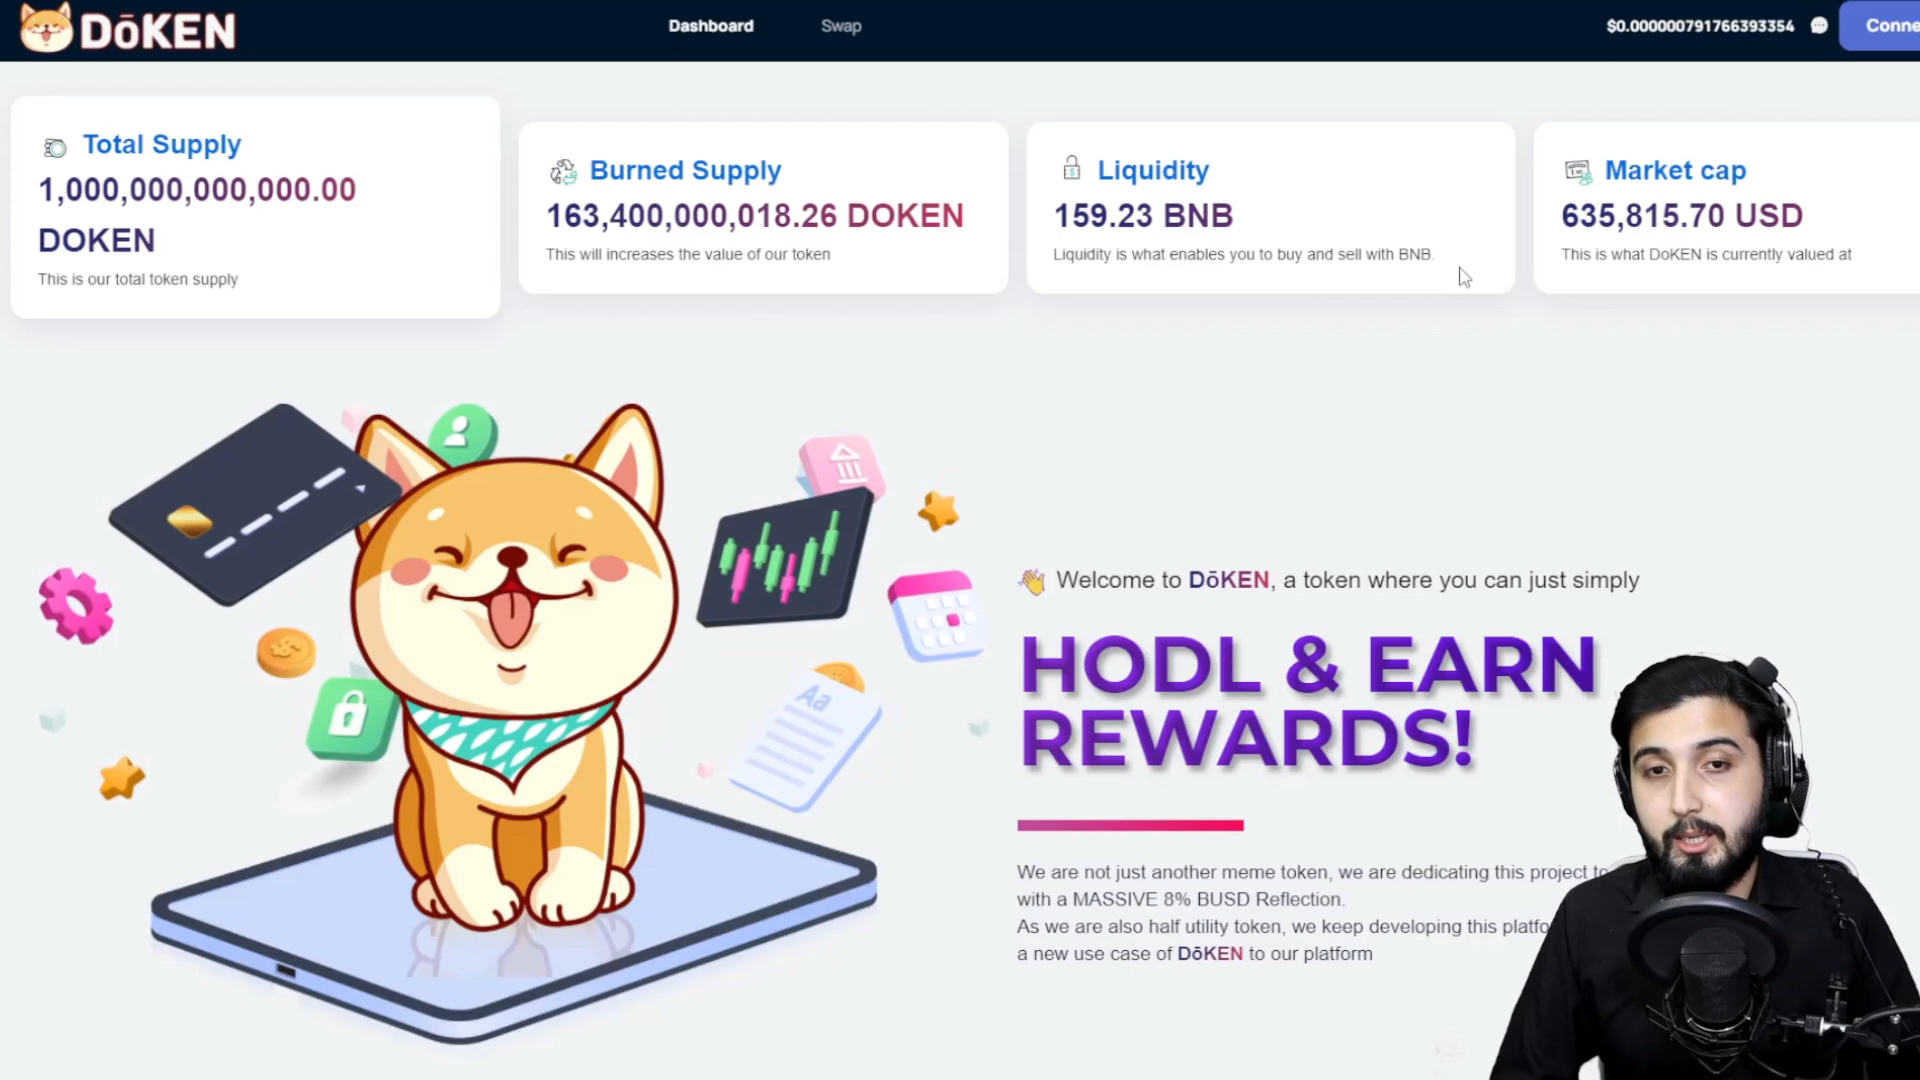 DōKEN
Dashboard
Swap
$0.000000791766393354
Conne
Total Supply
1,000,000,000,000.00
DOKEN
This is our total token supply
Burned Supply
163,400,000,018.26 DOKEN
This will increases the value of our token
Liquidity
159.23 BNB
Liquidity is what enables you to buy and sell with BNB.
Market cap
635,815.70 USD
This is what DoKEN is currently valued at
Aa
👋 Welcome to DōKEN, a token where you can just simply
HODL & EARN
REWARDS!
We are not just another meme token, we are dedicating this project to
with a MASSIVE 8% BUSD Reflection.
As we are also half utility token, we keep developing this platfo
a new use case of DōKEN to our platform